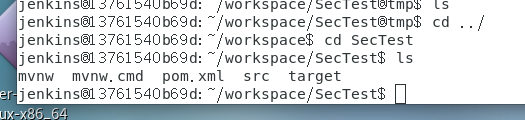 jenkins@13761540b69d:~/workspace/SecTest@tmp$ ls
jenkins@13761540b69d:~/workspace/SecTest@tmp$ cd ../
jenkins@13761540b69d:~/workspace$ cd SecTest
jenkins@13761540b69d:~/workspace/SecTest$ ls
mvnw  mvnw.cmd  pom.xml  src  target
jenkins@13761540b69d:~/workspace/SecTest$
er-
ux-x86_64